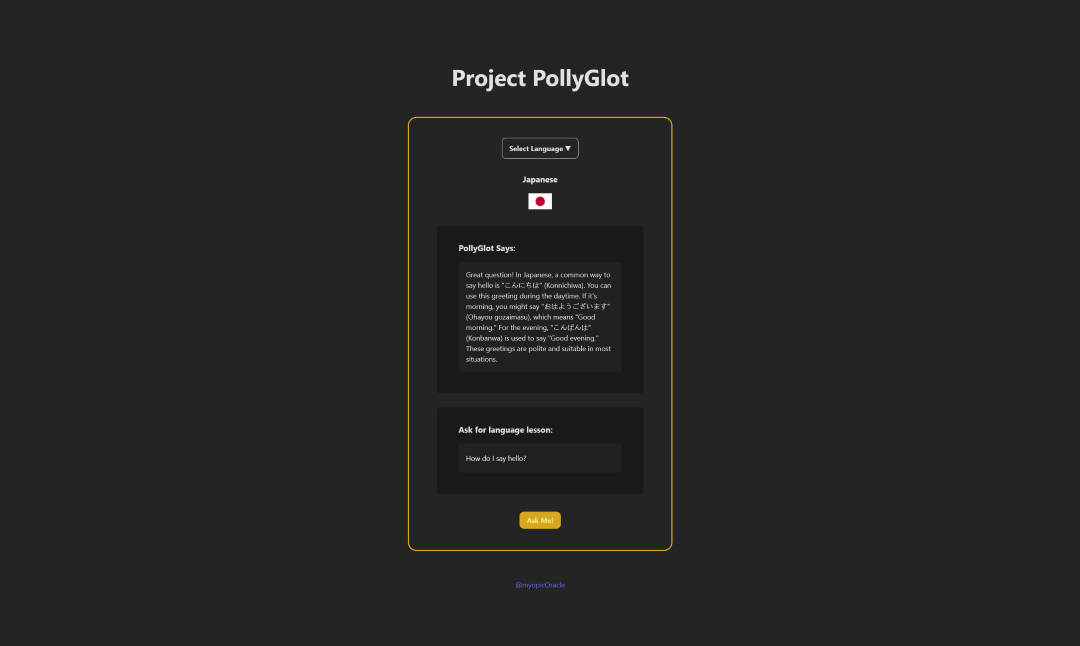 Project PollyGlot
Select Language ▼
Japanese
PollyGlot Says:
Great question! In Japanese, a common way to
say hello is "こんにちは" (Konnichiwa). You can
use this greeting during the daytime. If it's
morning, you might say "おはようございます"
(Ohayou gozaimasu), which means "Good
morning." For the evening, "こんばんは"
(Konbanwa) is used to say "Good evening."
These greetings are polite and suitable in most
situations.
Ask for language lesson:
How do I say hello?
Ask Me!
@myopicOracle